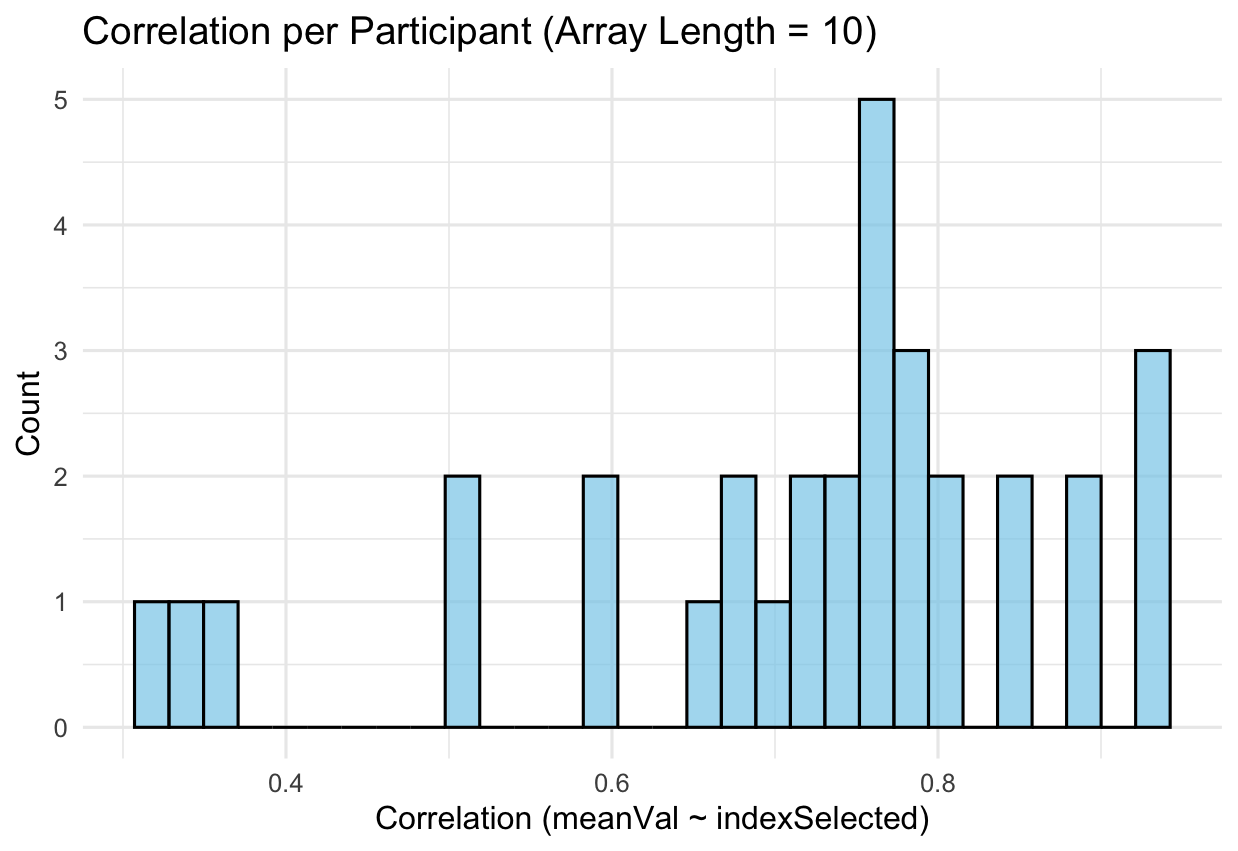 Correlation per Participant (Array Length = 10)
5
4
3
2
1
0
Count
0.4 0.6 0.8
Correlation (meanVal ~ indexSelected)